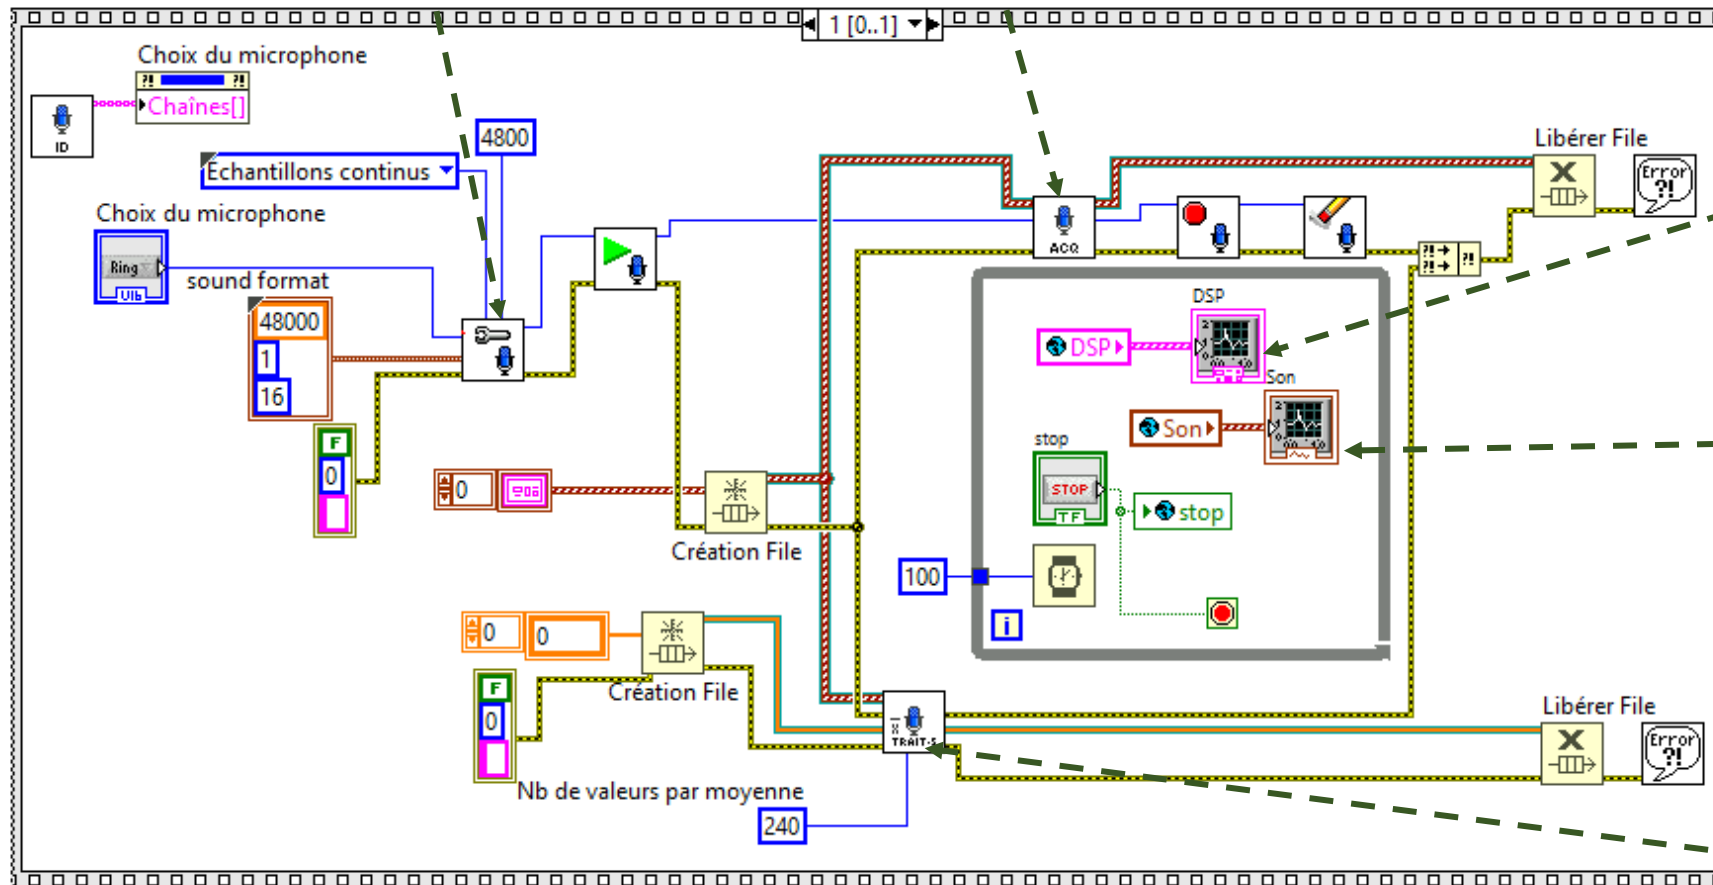 1 [0..1]
Choix du microphone
?! ?!
Chaînes[]
ID
4800
Échantillons continus
Libérer File
Error
?!
Choix du microphone
Ring
U16
sound format
48000
1
16
ACQ
?! ?!
?!
DSP
DSP
Son
Son
F
0
stop
STOP
TF
stop
0
Création File
100
i
0
0
Création File
F
0
TRAIT-S
Libérer File
Error
?!
Nb de valeurs par moyenne
240